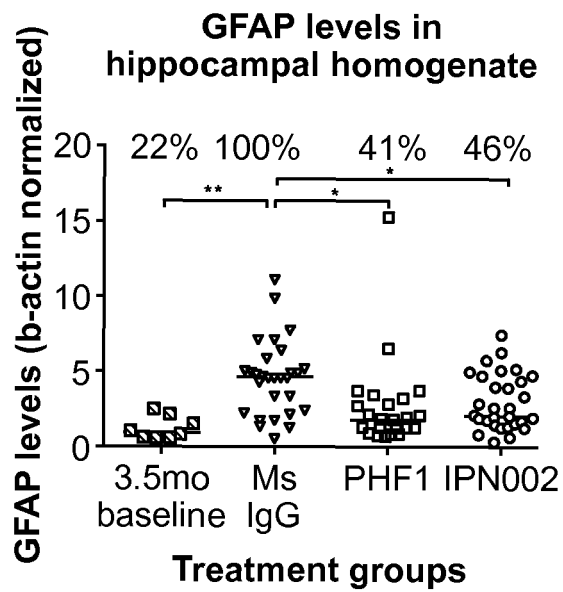 GFAP levels in
hippocampal homogenate
GFAP levels (b-actin normalized)
20
15
10
5
0
22% 100% 41% 46%
*
** *
3.5mo baseline
Ms IgG
PHF1
IPN002
Treatment groups